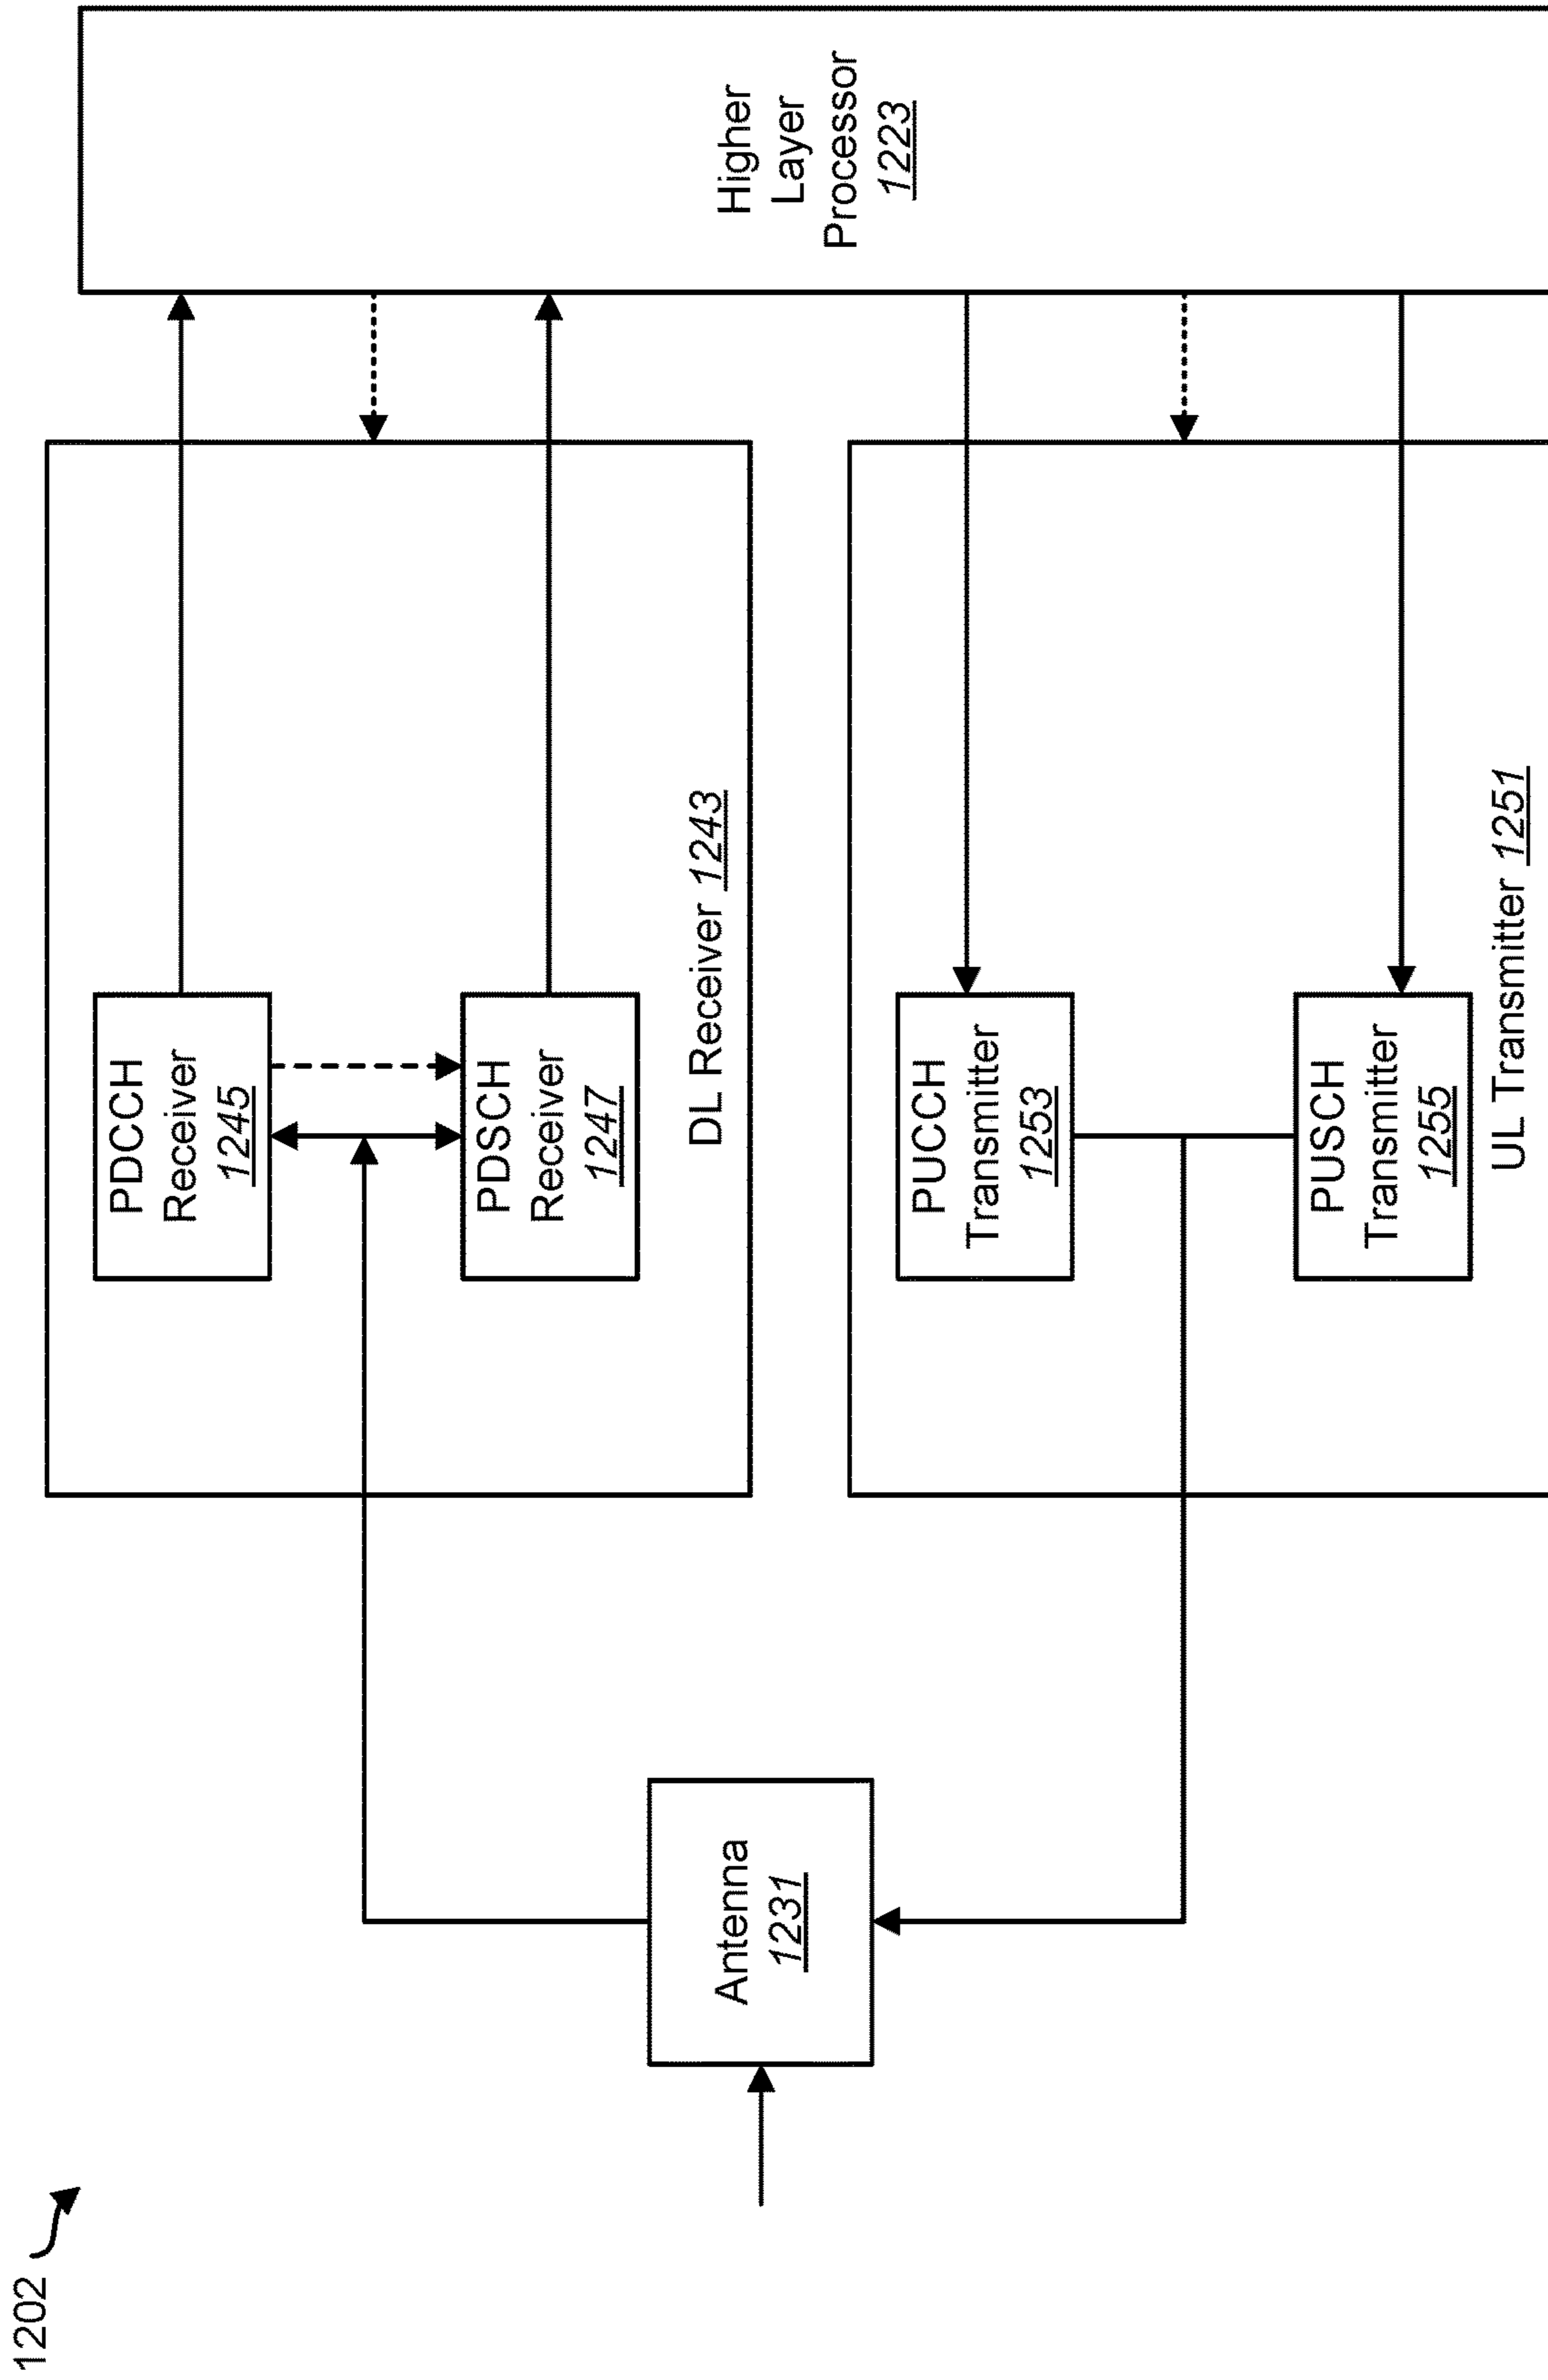 1202
Antenna
1231
PDCCH
Receiver
1245
PDSCH
Receiver
1247
DL Receiver 1243
PUCCH
Transmitter
1253
PUSCH
Transmitter
1255
UL Transmitter 1251
Higher
Layer
Processor
1223